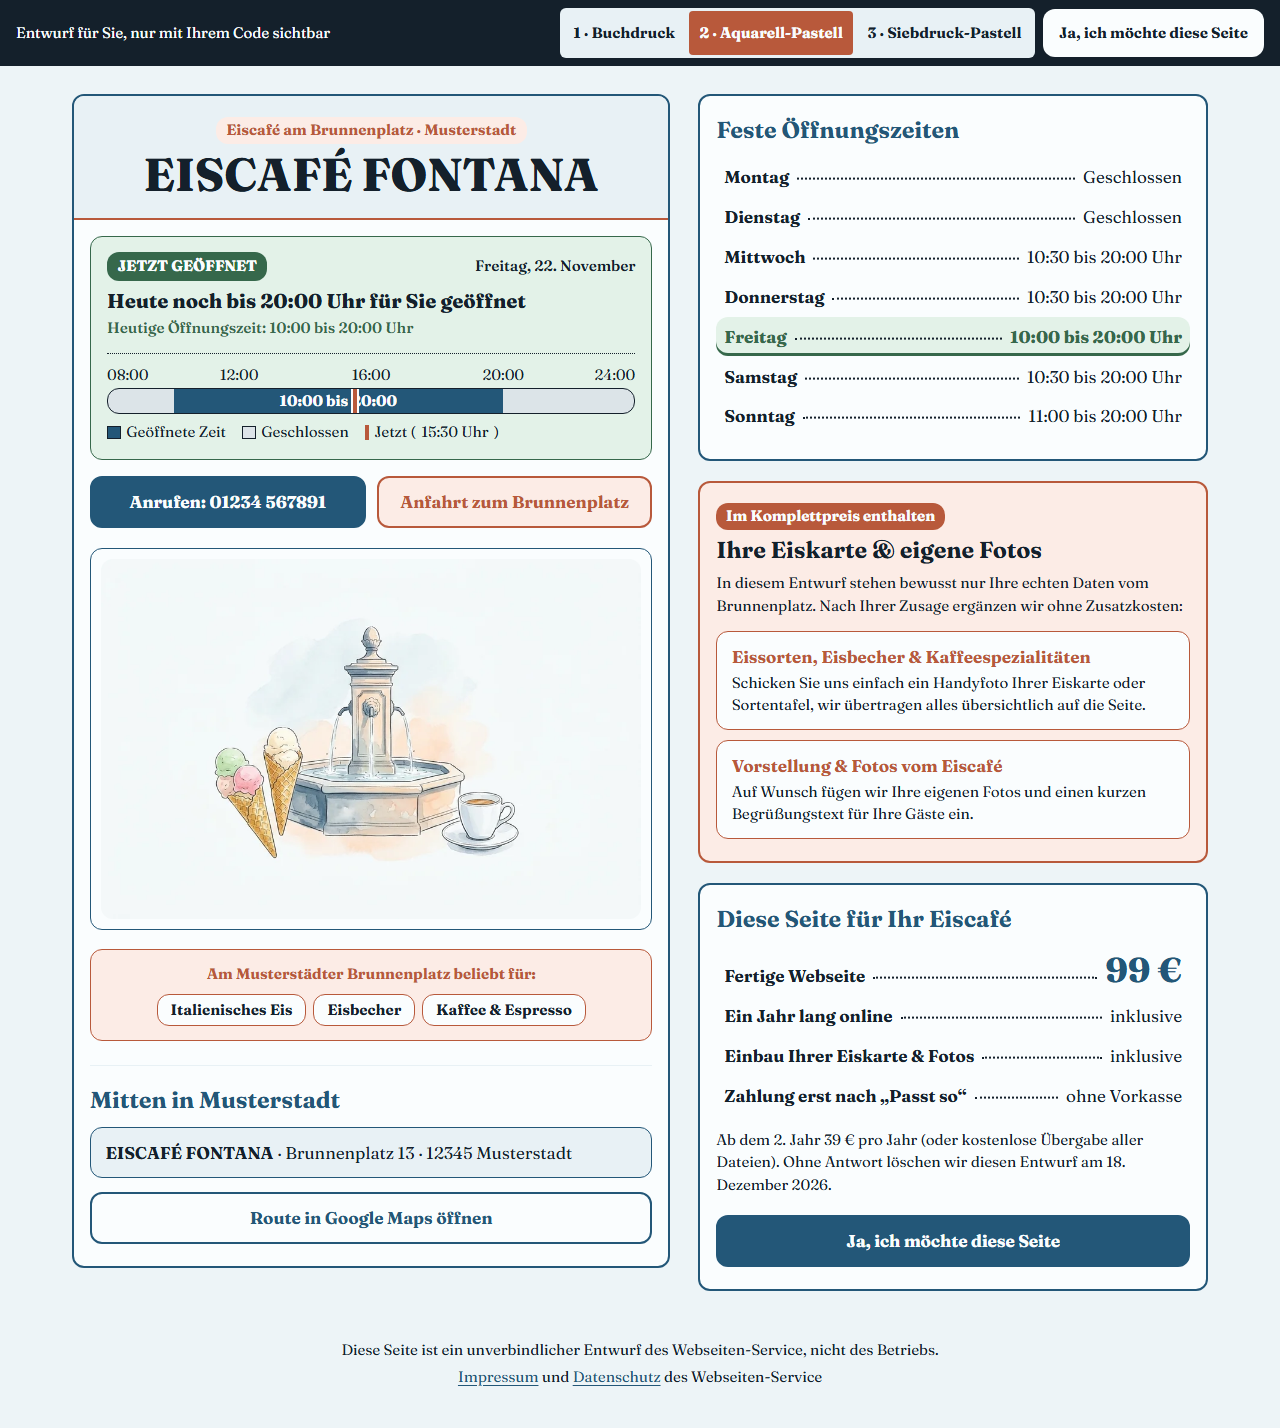 Entwurf für Sie, nur mit Ihrem Code sichtbar
1 · Buchdruck
2 · Aquarell-Pastell
3 · Siebdruck-Pastell
Ja, ich möchte diese Seite
Eiscafé am Brunnenplatz · Musterstadt
EISCAFÉ FONTANA
JETZT GEÖFFNET
Freitag, 22. November
Heute noch bis 20:00 Uhr für Sie geöffnet
Heutige Öffnungszeit: 10:00 bis 20:00 Uhr
08:00 12:00 16:00 20:00 24:00
10:00 bis 20:00
Geöffnete Zeit Geschlossen Jetzt ( 15:30 Uhr )
Anrufen: 01234 567891
Anfahrt zum Brunnenplatz
Am Musterstädter Brunnenplatz beliebt für:
Italienisches Eis
Eisbecher
Kaffee & Espresso
Mitten in Musterstadt
EISCAFÉ FONTANA · Brunnenplatz 13 · 12345 Musterstadt
Route in Google Maps öffnen
Feste Öffnungszeiten
Montag Geschlossen
Dienstag Geschlossen
Mittwoch 10:30 bis 20:00 Uhr
Donnerstag 10:30 bis 20:00 Uhr
Freitag 10:00 bis 20:00 Uhr
Samstag 10:30 bis 20:00 Uhr
Sonntag 11:00 bis 20:00 Uhr
Im Komplettpreis enthalten
Ihre Eiskarte & eigene Fotos
In diesem Entwurf stehen bewusst nur Ihre echten Daten vom
Brunnenplatz. Nach Ihrer Zusage ergänzen wir ohne Zusatzkosten:
Eissorten, Eisbecher & Kaffeespezialitäten
Schicken Sie uns einfach ein Handyfoto Ihrer Eiskarte oder
Sortentafel, wir übertragen alles übersichtlich auf die Seite.
Vorstellung & Fotos vom Eiscafé
Auf Wunsch fügen wir Ihre eigenen Fotos und einen kurzen
Begrüßungstext für Ihre Gäste ein.
Diese Seite für Ihr Eiscafé
Fertige Webseite 99 €
Ein Jahr lang online inklusive
Einbau Ihrer Eiskarte & Fotos inklusive
Zahlung erst nach „Passt so“ ohne Vorkasse
Ab dem 2. Jahr 39 € pro Jahr (oder kostenlose Übergabe aller
Dateien). Ohne Antwort löschen wir diesen Entwurf am 18.
Dezember 2026.
Ja, ich möchte diese Seite
Diese Seite ist ein unverbindlicher Entwurf des Webseiten-Service, nicht des Betriebs.
Impressum und Datenschutz des Webseiten-Service